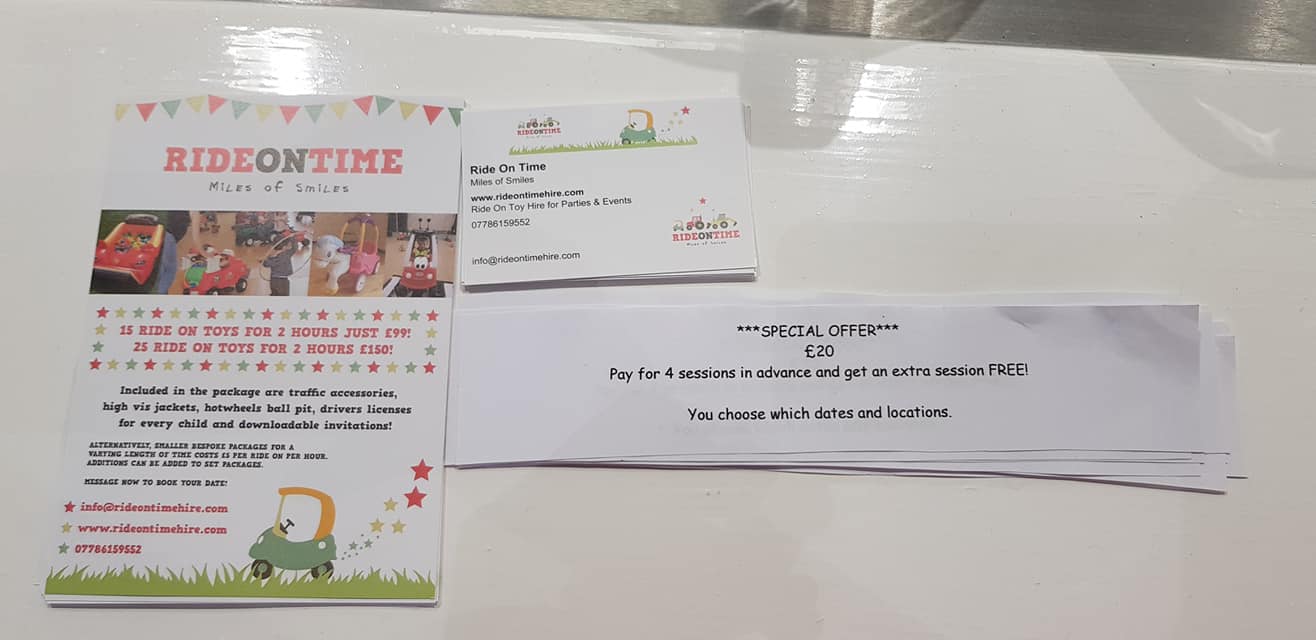 RIDEONTIME
MILES of SMILES
15 RIDE ON TOYS FOR 2 HOURS JUST £99!
25 RIDE ON TOYS FOR 2 HOURS £150!
Included in the package are traffic accessories,
high vis jackets, hotwheels ball pit, drivers licenses
for every child and downloadable invitations!
ALTERNATIVELY, SMALLER BESPOKE PACKAGES FOR A
VARYING LENGTH OF TIME COSTS £5 PER RIDE ON PER HOUR.
ADDITIONS CAN BE ADDED TO SET PACKAGES.
MESSAGE NOW TO BOOK YOUR DATE!
info@rideontimehire.com
www.rideontimehire.com
07786159552
RIDEONTIME
Miles of Smiles
Ride On Time
Miles of Smiles
www.rideontimehire.com
Ride On Toy Hire for Parties & Events
07786159552
info@rideontimehire.com
RIDEONTIME
Miles of Smiles
***SPECIAL OFFER***
£20
Pay for 4 sessions in advance and get an extra session FREE!
You choose which dates and locations.